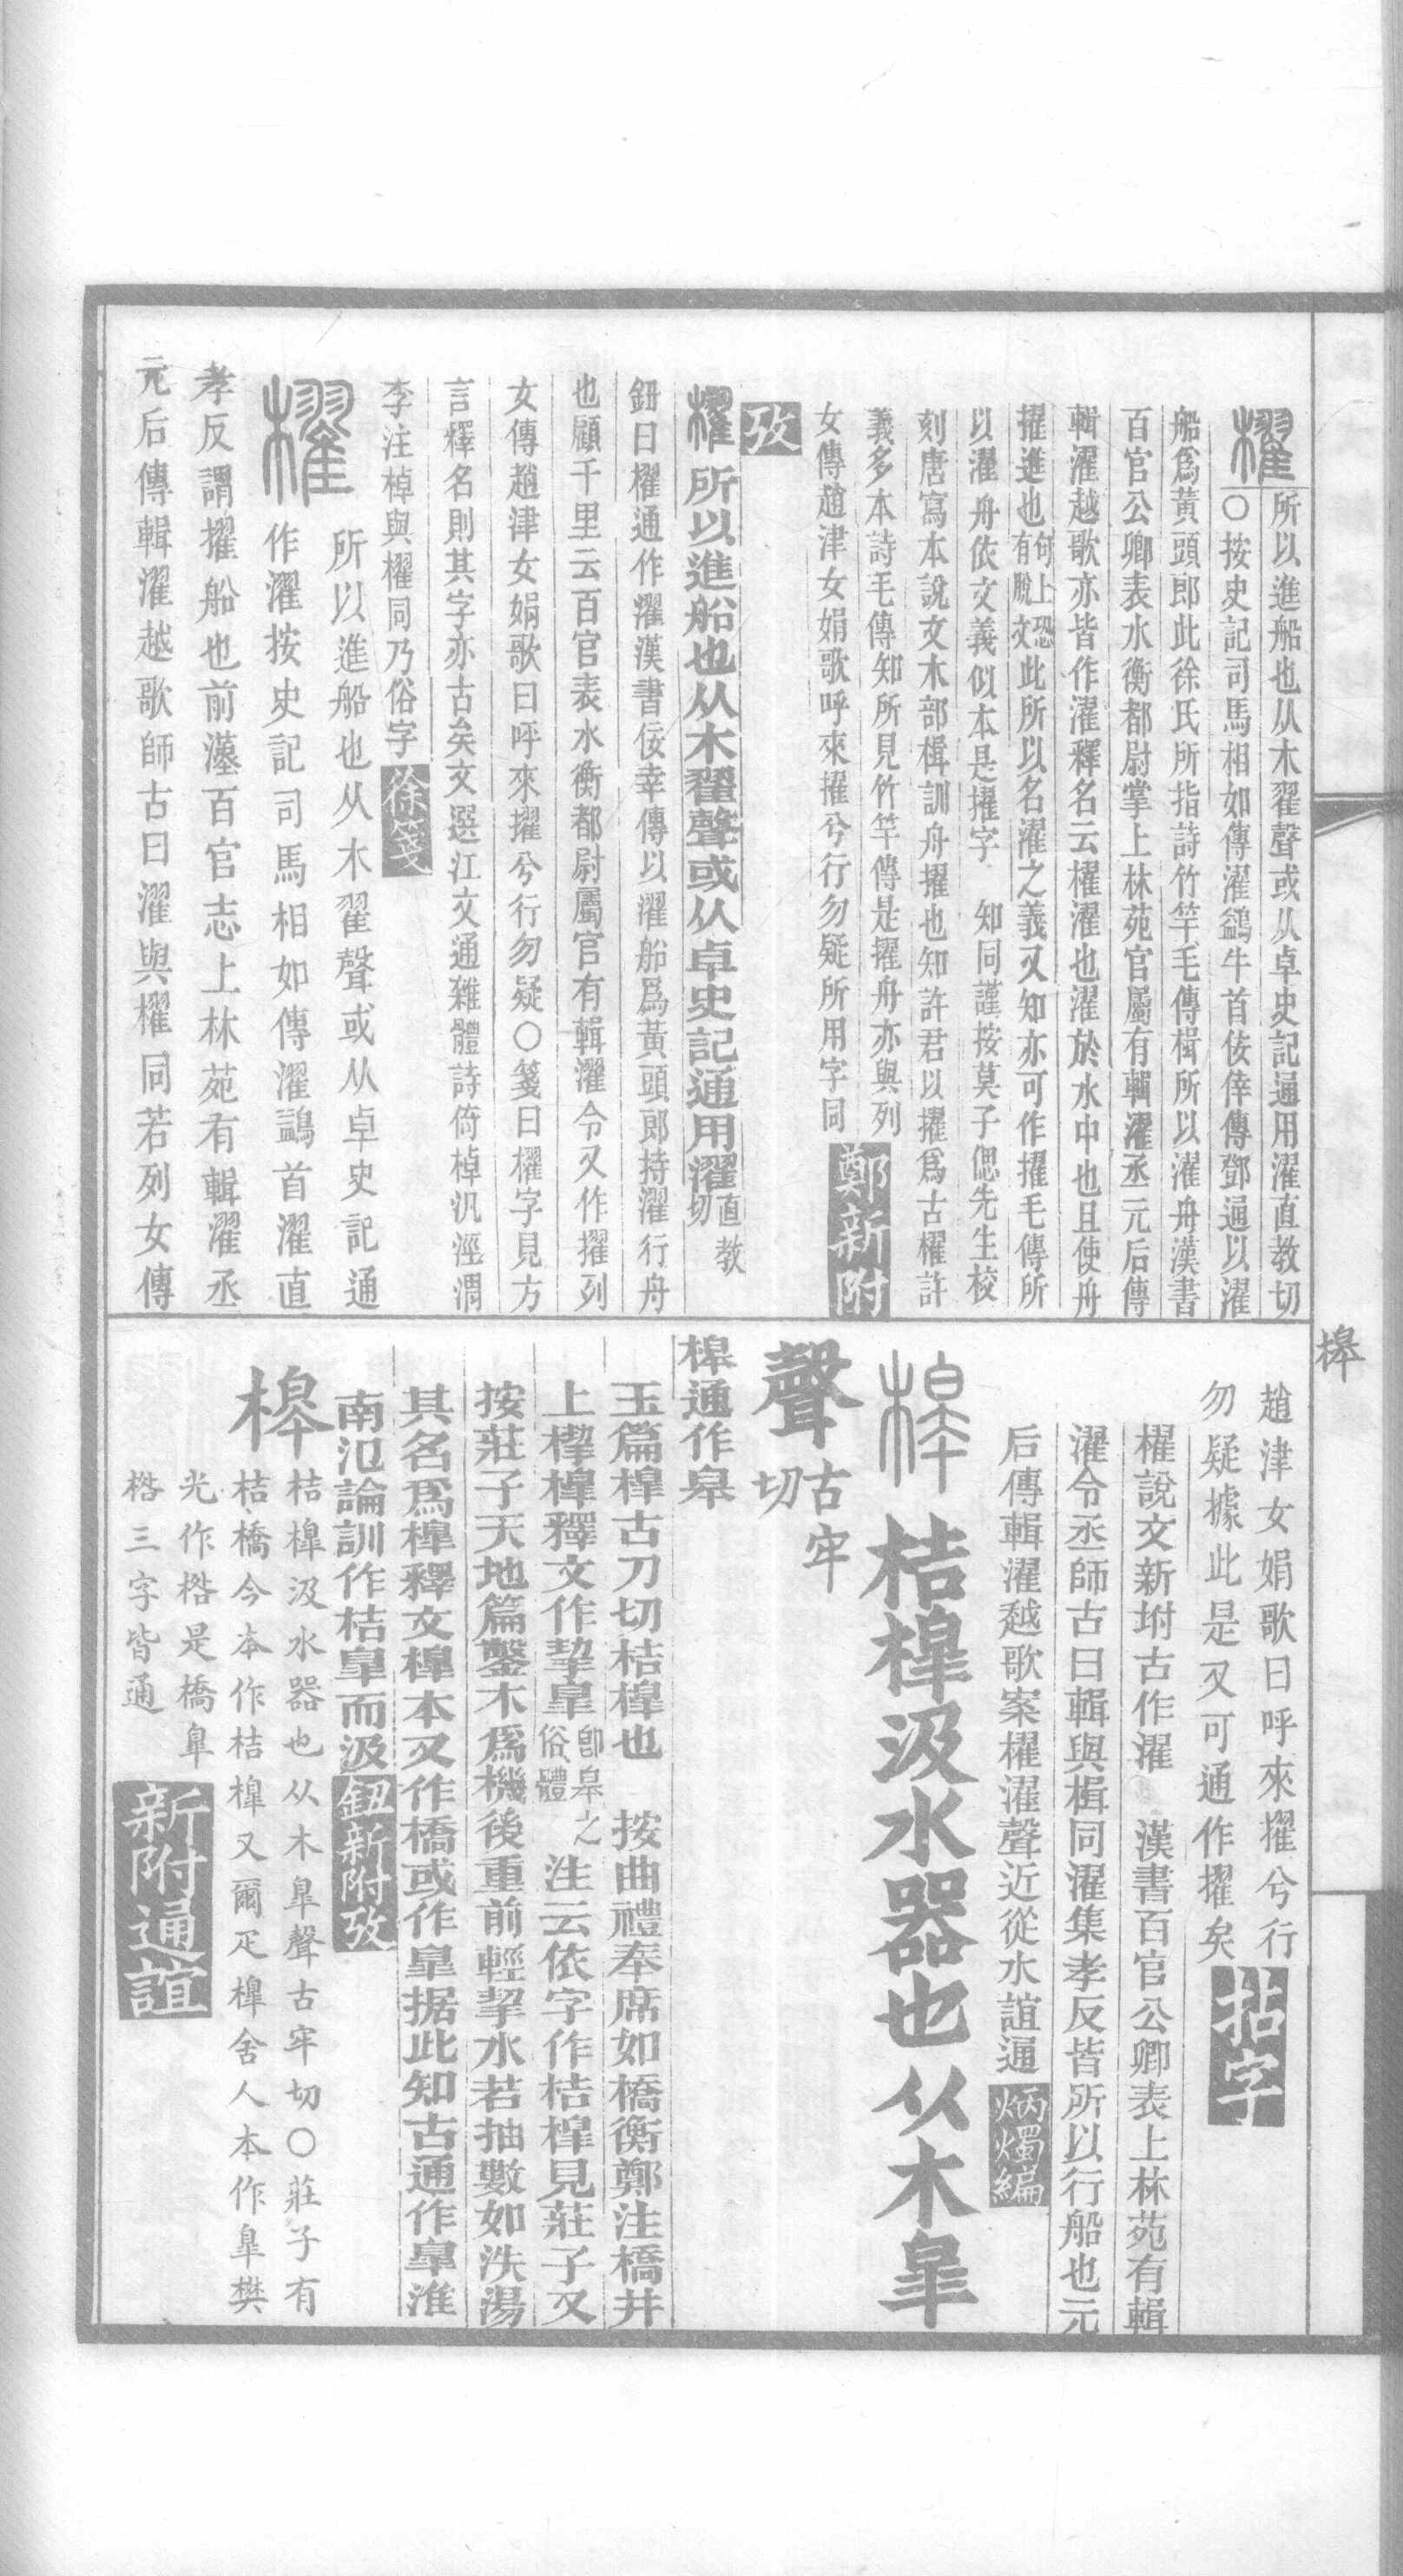 櫂
所以進船也从木翟聲或从卓史記通用濯直教切
○按史記司馬相如傳濯鷁牛首佞倖傳鄧通以濯
船爲黃頭郎此徐氏所指詩竹竿毛傳楫所以濯舟漢書
百官公卿表水衡都尉掌上林苑官屬有輯濯丞元后傳
輯濯越歌亦皆作濯釋名云櫂濯也濯於水中也且使舟
擢進也句上恐有脫文此所以名濯之義又知亦可作擢毛傳所
以濯舟依文義似本是擢字 知同謹按莫子偲先生校
刻唐寫本說文木部楫訓舟擢也知許君以擢爲古櫂許
義多本詩毛傳知所見竹竿傳是擢舟亦與列
女傳趙津女娟歌呼來擢兮行勿疑所用字同
鄭新附
攷
櫂所以進船也从木翟聲或从卓史記通用濯直教切
鈕曰櫂通作濯漢書佞幸傳以濯船爲黃頭郎持濯行舟
也顧千里云百官表水衡都尉屬官有輯濯令又作擢列
女傳趙津女娟歌曰呼來擢兮行勿疑○箋曰櫂字見方
言釋名則其字亦古矣文選江文通雜體詩倚棹汎涇渭
李注棹與櫂同乃俗字
徐箋
櫂
所以進船也从木翟聲或从卓史記通
作濯按史記司馬相如傳濯鷁首濯直
孝反謂擢船也前漢百官志上林苑有輯濯丞
元后傳輯濯越歌師古曰濯與櫂同若列女傳
槔
趙津女娟歌曰呼來擢兮行
勿疑據此是又可通作擢矣
拈字
櫂說文新坿古作濯 漢書百官公卿表上林苑有輯
濯令丞師古曰輯與楫同濯集孝反皆所以行船也元
后傳輯濯越歌案櫂濯聲近從水誼通
炳燭編
槔
桔槔汲水器也从木皋
聲古牢切
槔通作皋
玉篇槔古刀切桔槔也 按曲禮奉席如橋衡鄭注橋井
上㮮槔釋文作挈皐卽皋之俗體 注云依字作桔槔見莊子又
按莊子天地篇鑿木爲機後重前輕挈水若抽數如泆湯
其名爲槔釋文槔本又作橋或作皐据此知古通作皐淮
南氾論訓作桔皐而汲
鈕新附攷
槔
桔槔汲水器也从木皐聲古牢切○莊子有
桔橋今本作桔槔又爾疋槔舍人本作皐樊
光作楷是橋皐
楷三字皆通
新附通誼